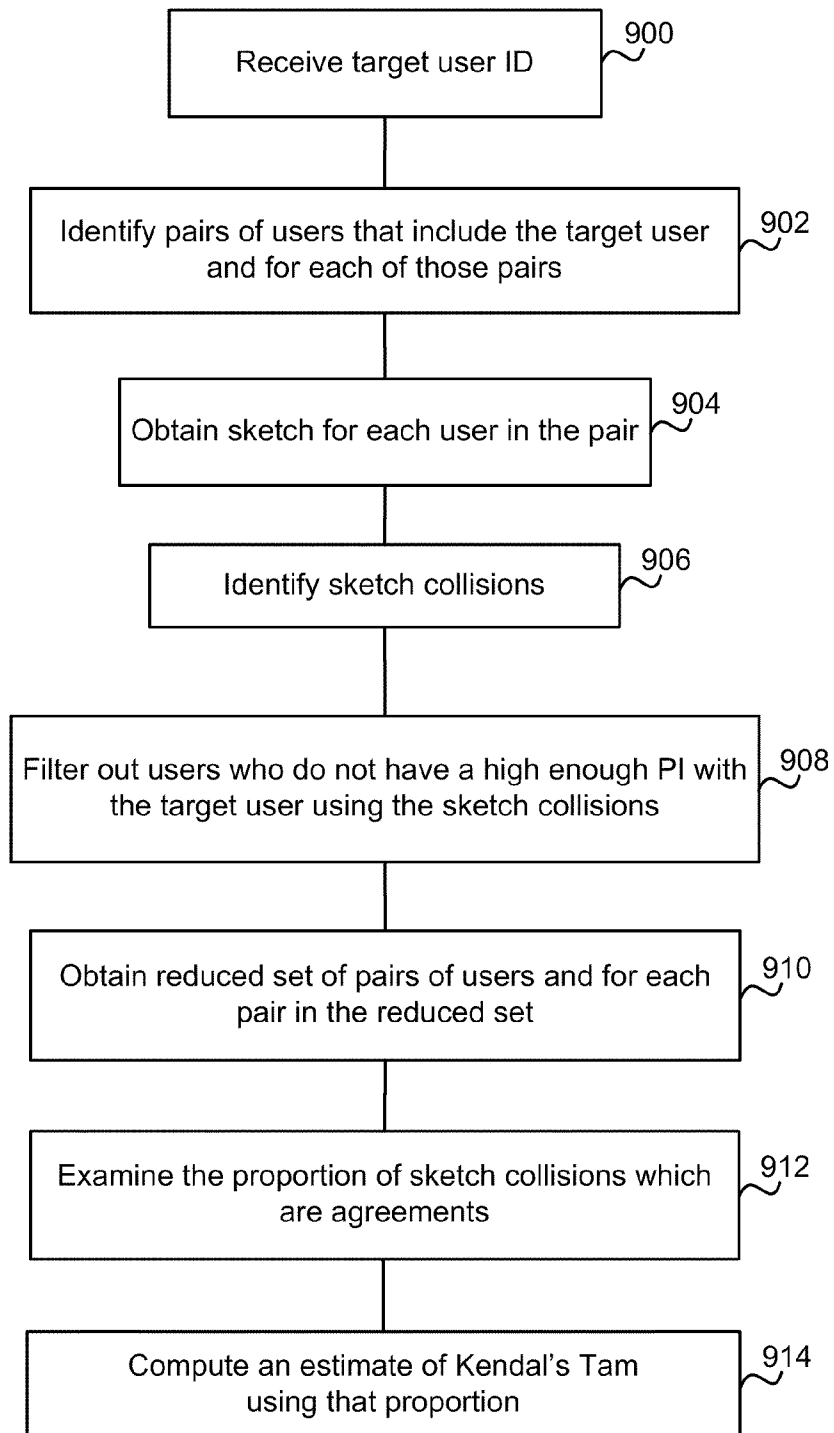 Receive target user ID
900
Identify pairs of users that include the target user
and for each of those pairs
902
Obtain sketch for each user in the pair
904
Identify sketch collisions
906
Filter out users who do not have a high enough PI with
the target user using the sketch collisions
908
Obtain reduced set of pairs of users and for each
pair in the reduced set
910
Examine the proportion of sketch collisions which
are agreements
912
Compute an estimate of Kendal's Tam
using that proportion
914